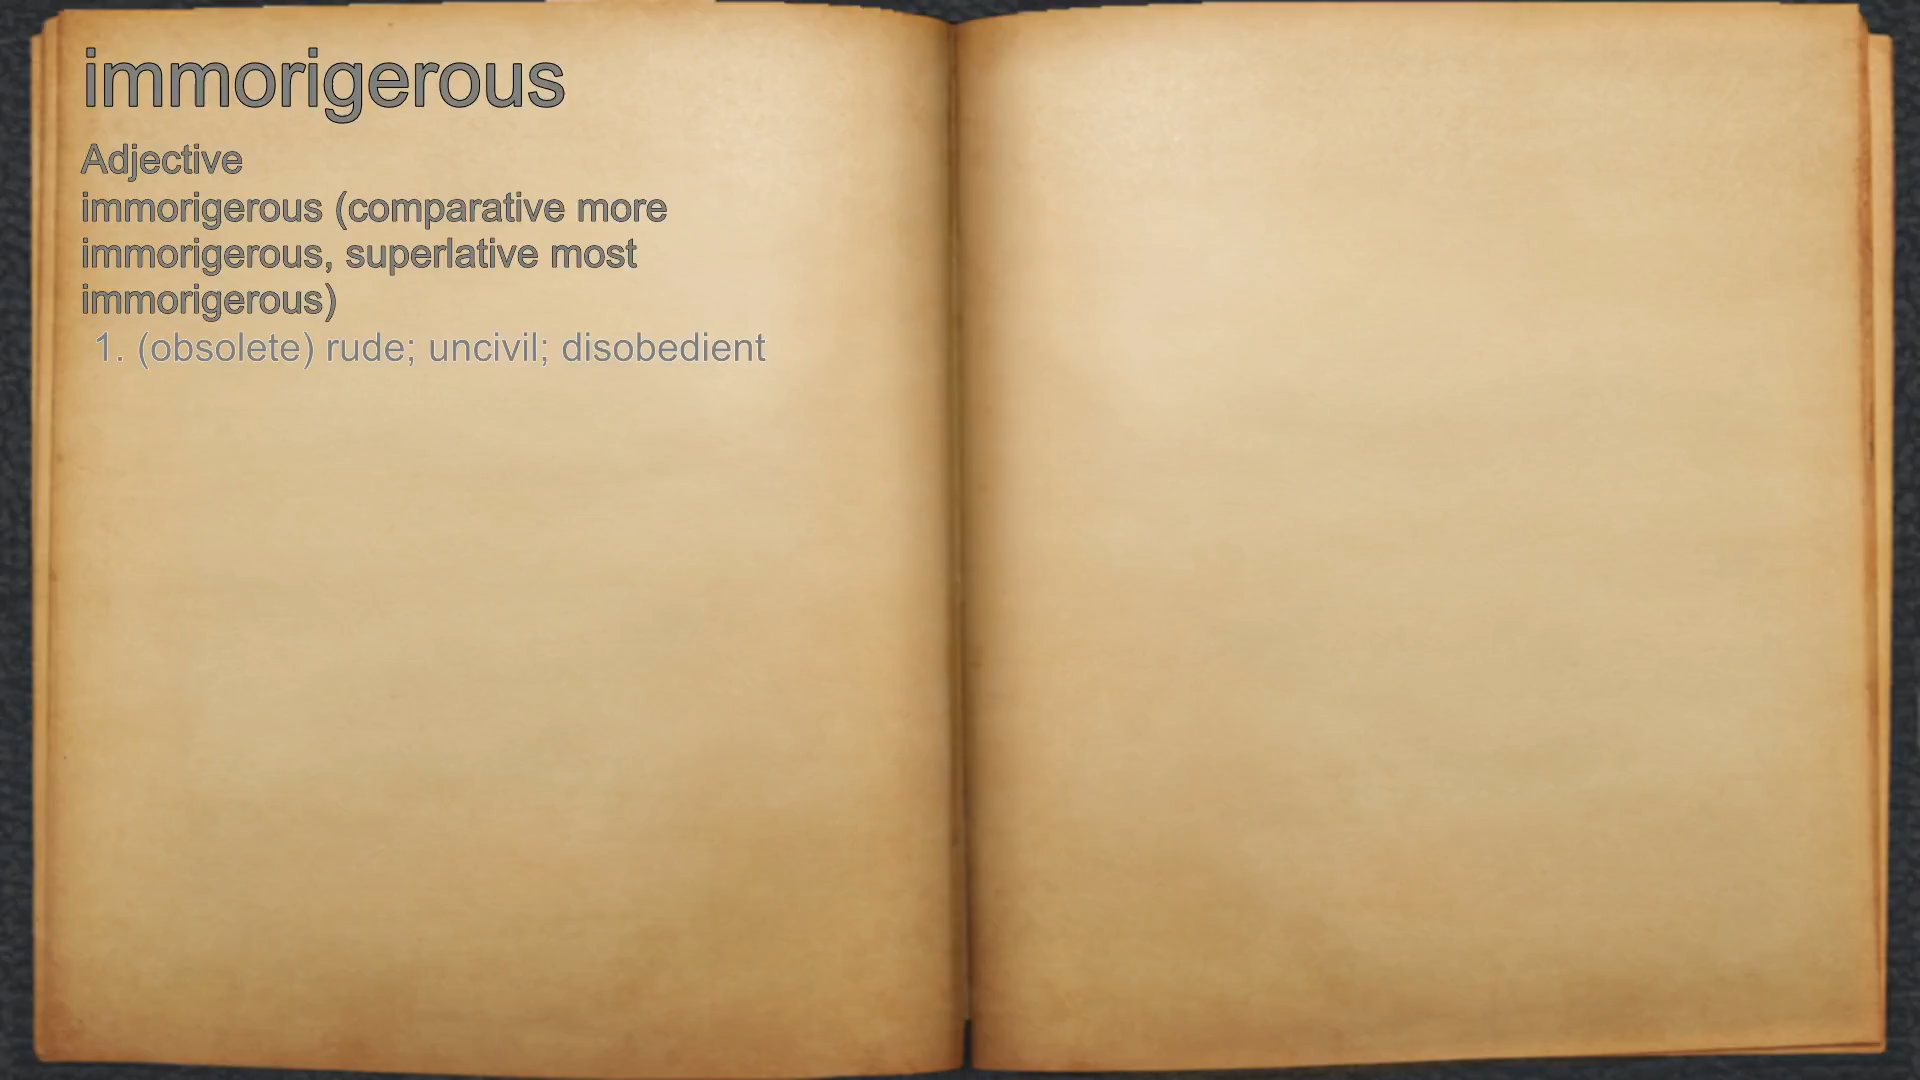 immorigerous
Adjective
immorigerous (comparative more
immorigerous, superlative most
immorigerous)
1. (obsolete) rude; uncivil; disobedient